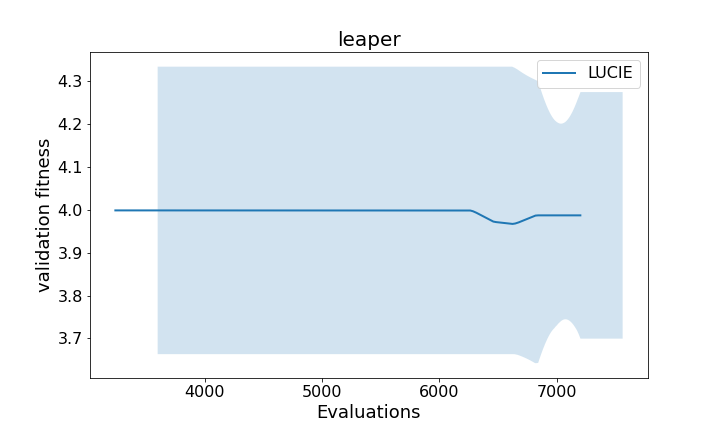 leaper
LUCIE
validation fitness
4.3
4.2
4.1
4.0
3.9
3.8
3.7
4000
5000
6000
7000
Evaluations